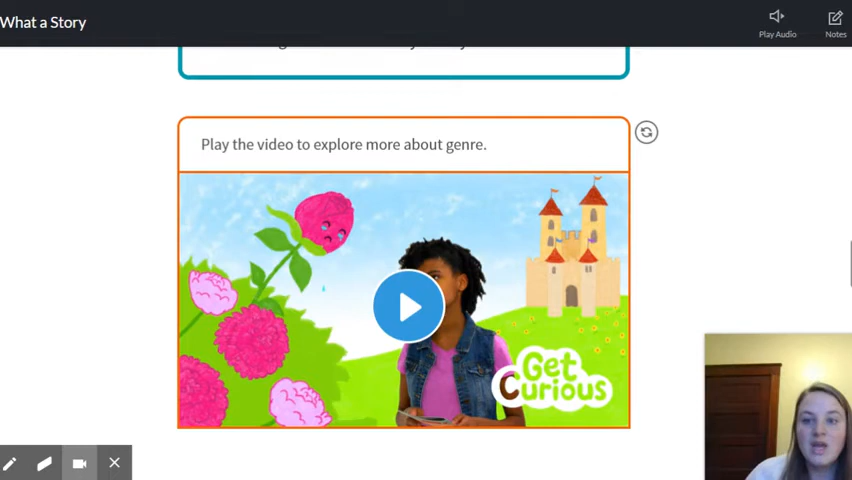 What a Story
Play Audio
Notes
Play the video to explore more about genre.
Get
Curious